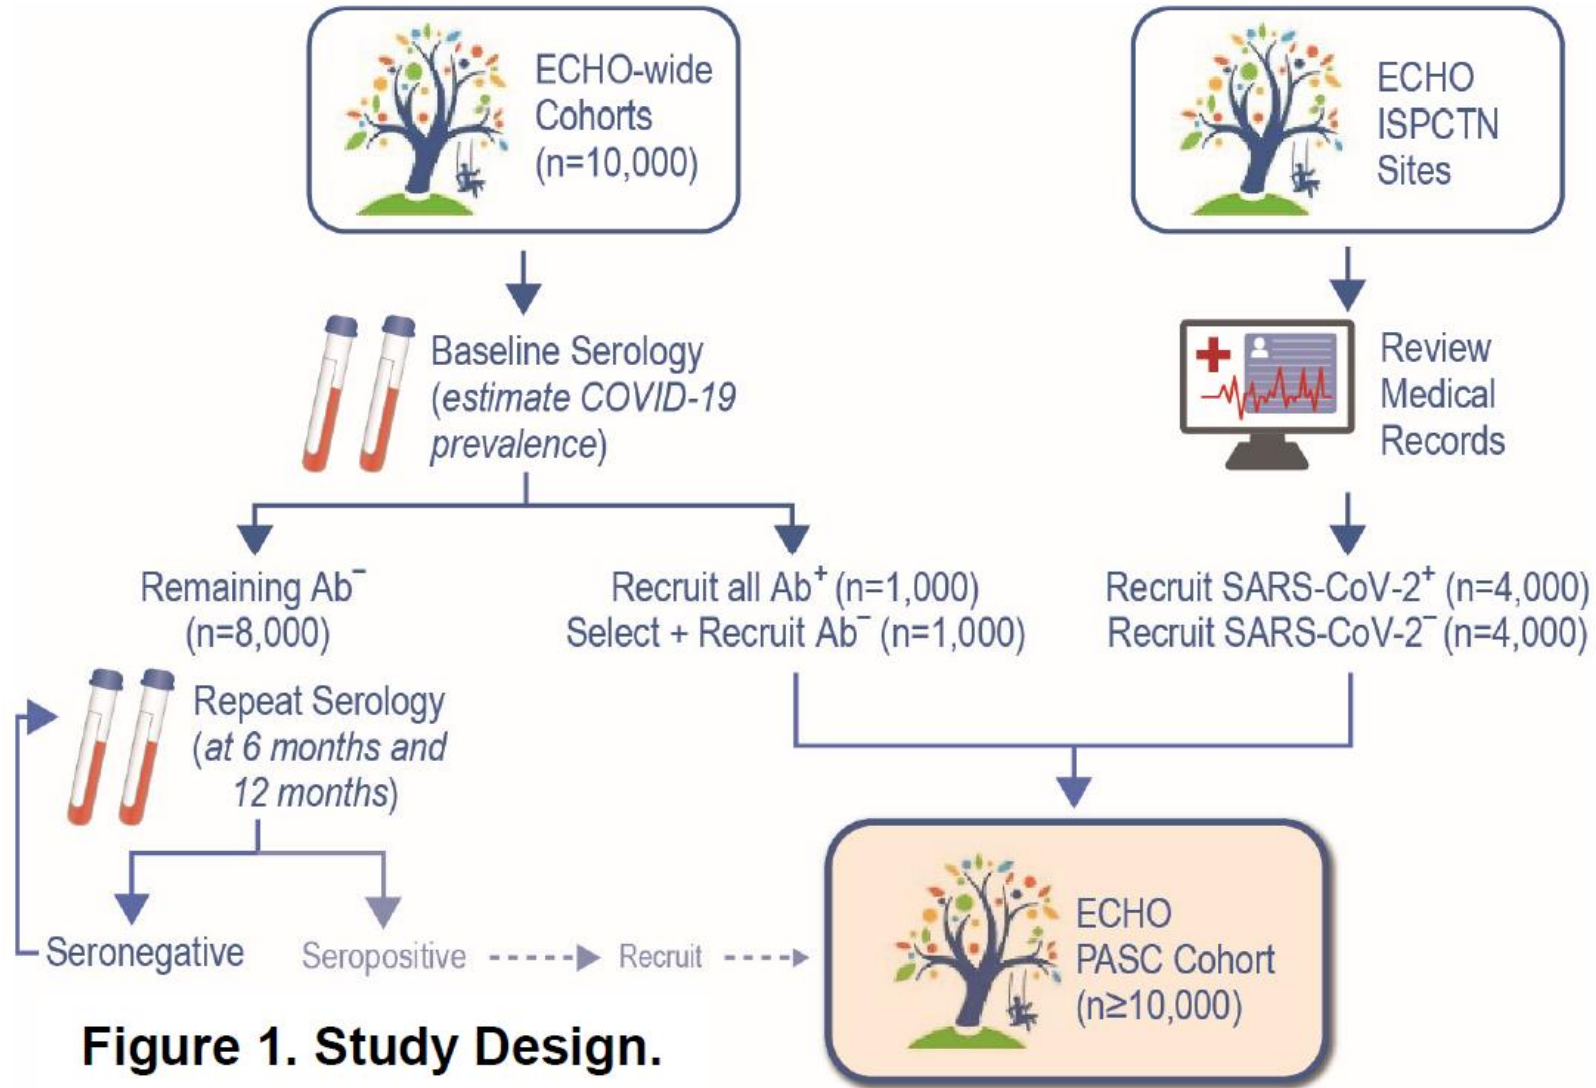 ECHO-wide
Cohorts
(n=10,000)
ECHO
ISPCTN
Sites
Baseline Serology
(estimate COVID-19
prevalence)
Review
Medical
Records
Remaining Ab⁻
(n=8,000)
Recruit all Ab⁺ (n=1,000)
Select + Recruit Ab⁻ (n=1,000)
Recruit SARS-CoV-2⁺ (n=4,000)
Recruit SARS-CoV-2⁻ (n=4,000)
Repeat Serology
(at 6 months and
12 months)
Seronegative
Seropositive
Recruit
ECHO
PASC Cohort
(n≥10,000)
Figure 1. Study Design.